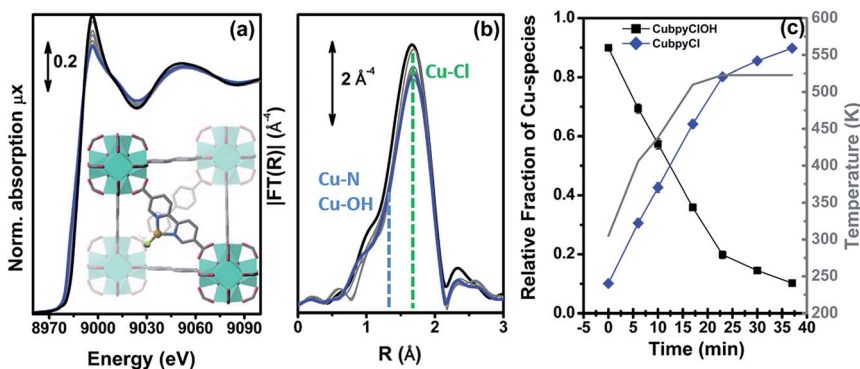 (a)
0.2
Norm. absorption μx
8970 9000 9030 9060 9090
Energy (eV)
(b)
2 Å⁻⁴
Cu-Cl
Cu-N
Cu-OH
|FT(R)| (Å⁻⁴)
0 1 2 3
R (Å)
(c)
CubpyClOH
CubpyCl
Relative Fraction of Cu-species
1.0
0.8
0.6
0.4
0.2
0.0
-5 0 5 10 15 20 25 30 35 40
Time (min)
600
550
500
450
400
350
300
250
200
Temperature (K)